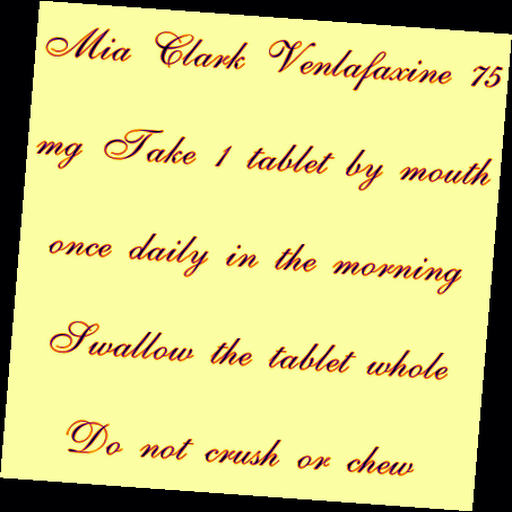 Mia Clark Venlafaxine 75
mg Take 1 tablet by mouth
once daily in the morning
Swallow the tablet whole
Do not crush or chew